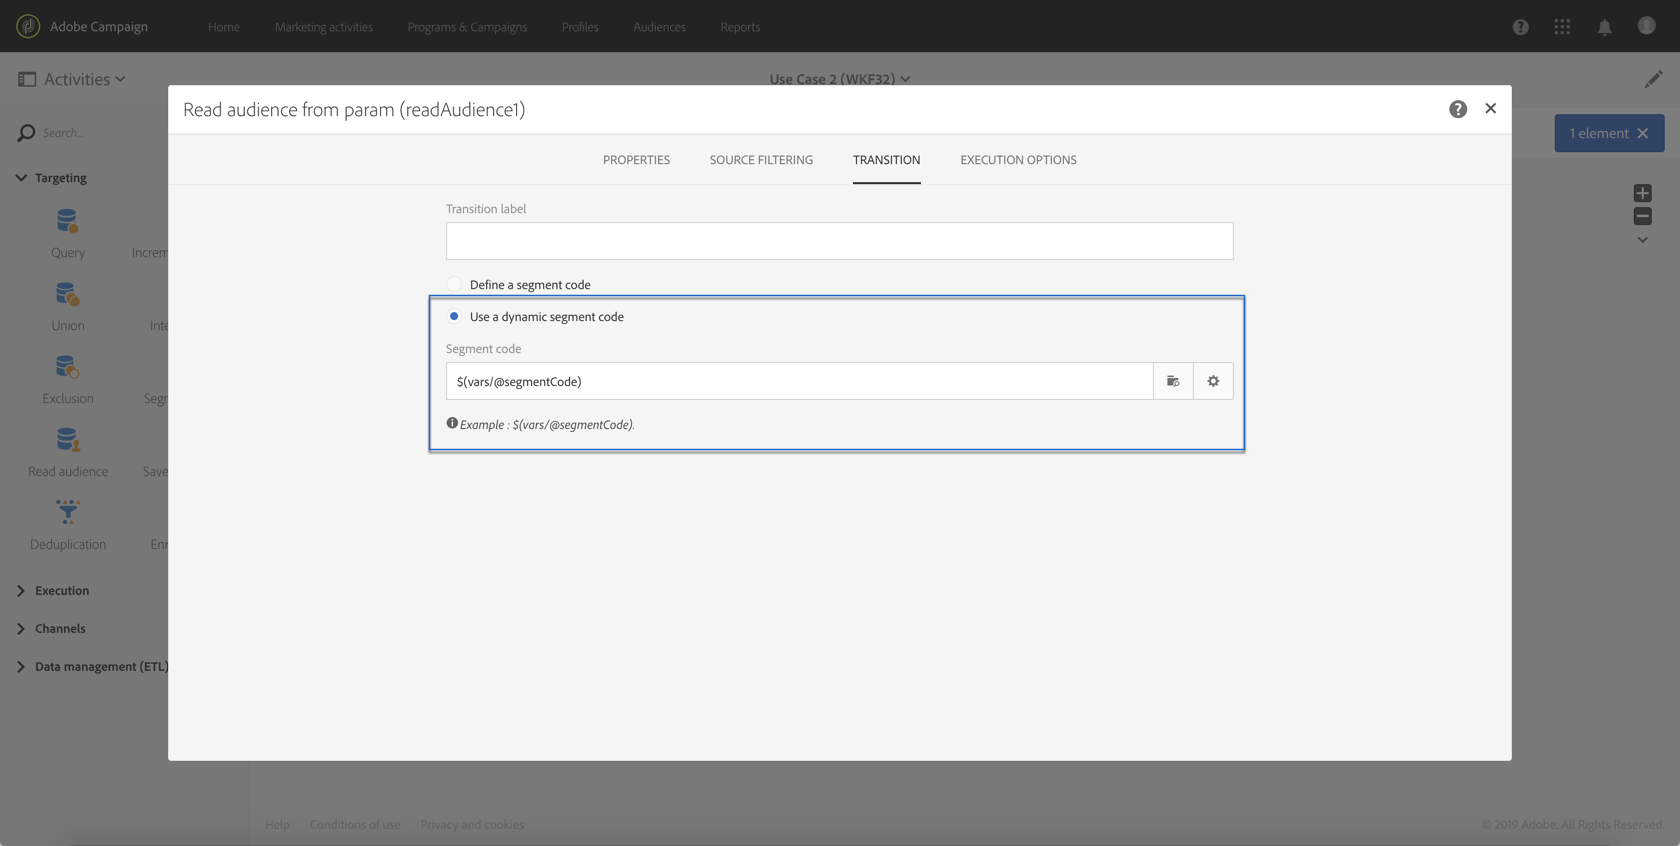 Adobe Campaign Home Marketing activities Programs & Campaigns Profiles Audiences Reports
Activities
Use Case 2 (WKF32)
Read audience from param (readAudience1)
Search...
1 element
PROPERTIES SOURCE FILTERING TRANSITION EXECUTION OPTIONS
Targeting
Transition label
Query Increm
Define a segment code
Union Inte
Use a dynamic segment code
Segment code
$(vars/@segmentCode)
Exclusion Segr
Example : $(vars/@segmentCode).
Read audience Save
Deduplication Enr
Execution
Channels
Data management (ETL)
Help Conditions of use Privacy and cookies © 2019 Adobe. All Rights Reserved.